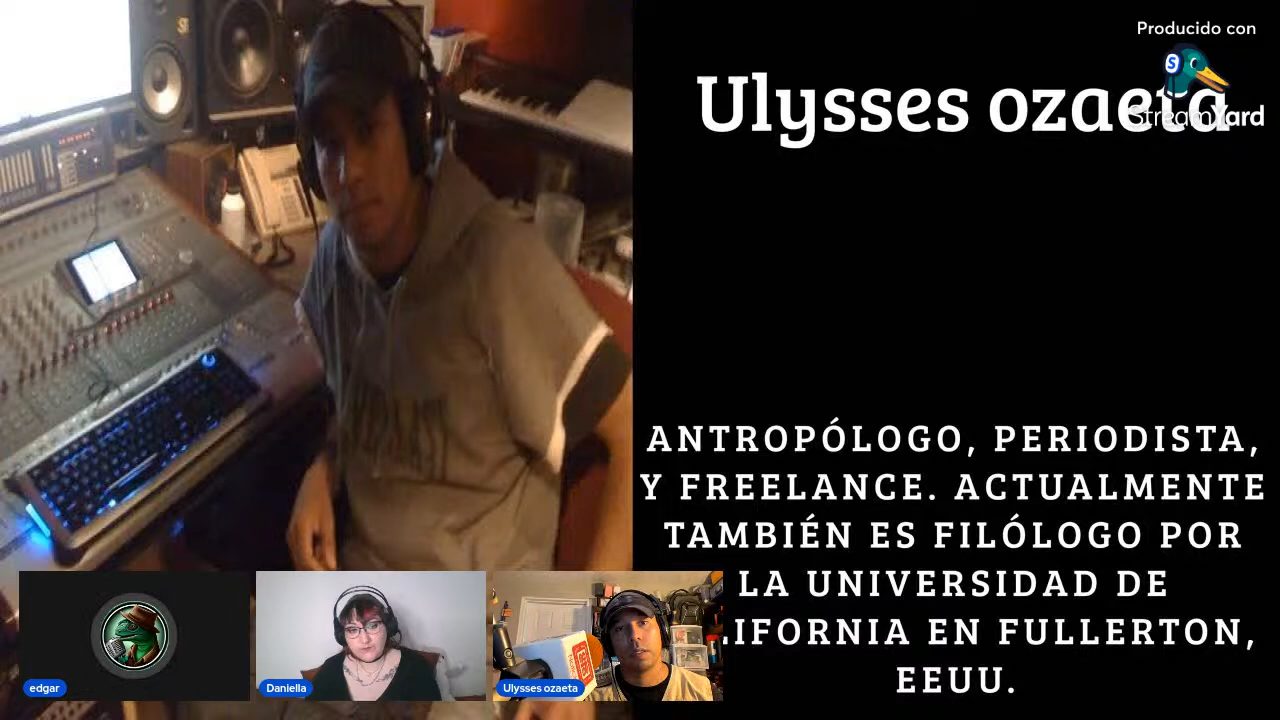 Producido con
StreamYard
Ulysses ozaeta
ANTROPÓLOGO, PERIODISTA,
Y FREELANCE. ACTUALMENTE
TAMBIÉN ES FILÓLOGO POR
LA UNIVERSIDAD DE
IFORNIA EN FULLERTON,
EEUU.
edgar
Daniella
Ulysses ozaeta